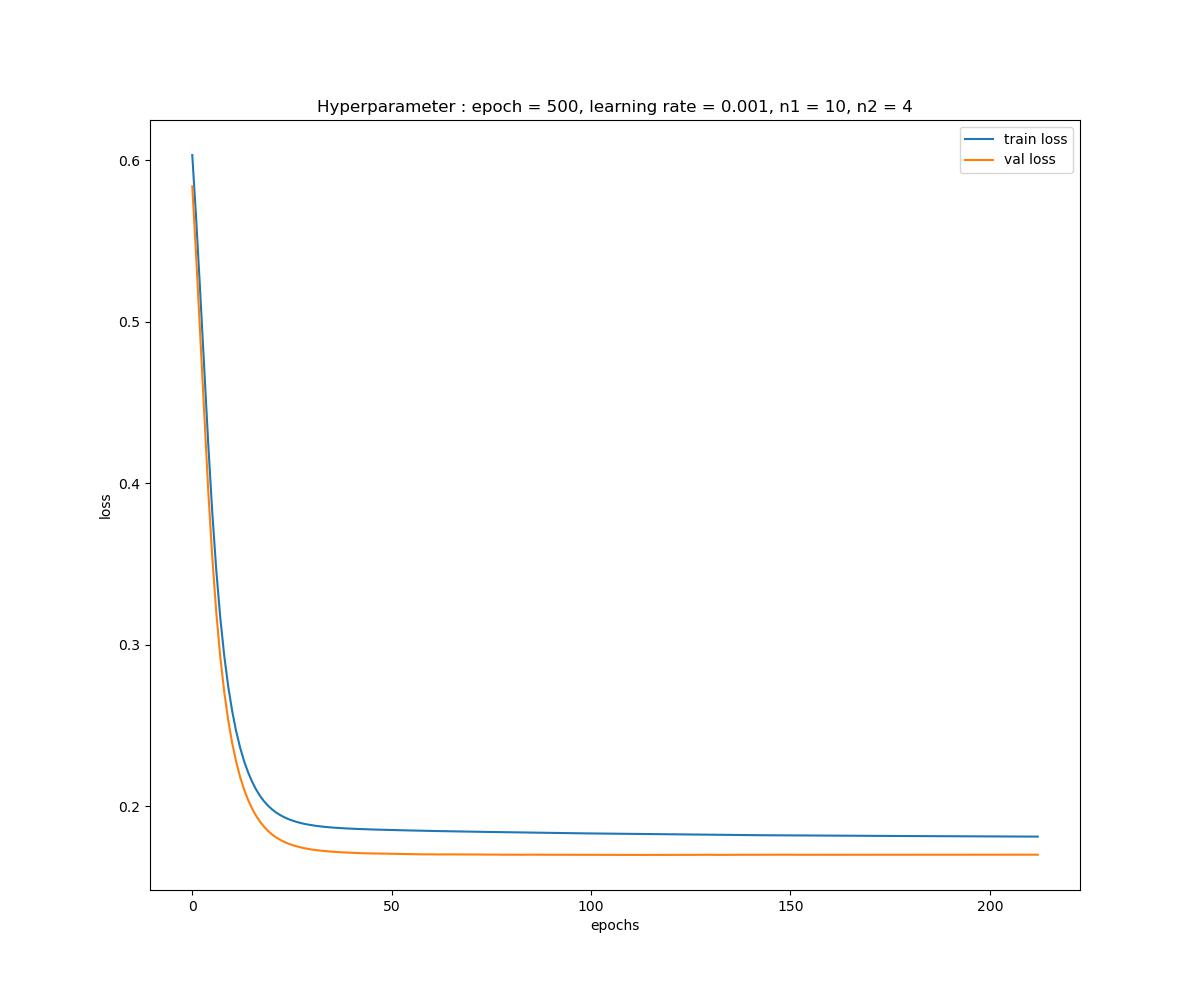 Hyperparameter : epoch = 500, learning rate = 0.001, n1 = 10, n2 = 4
train loss
val loss
0.6
0.5
0.4
0.3
0.2
loss
0 50 100 150 200
epochs